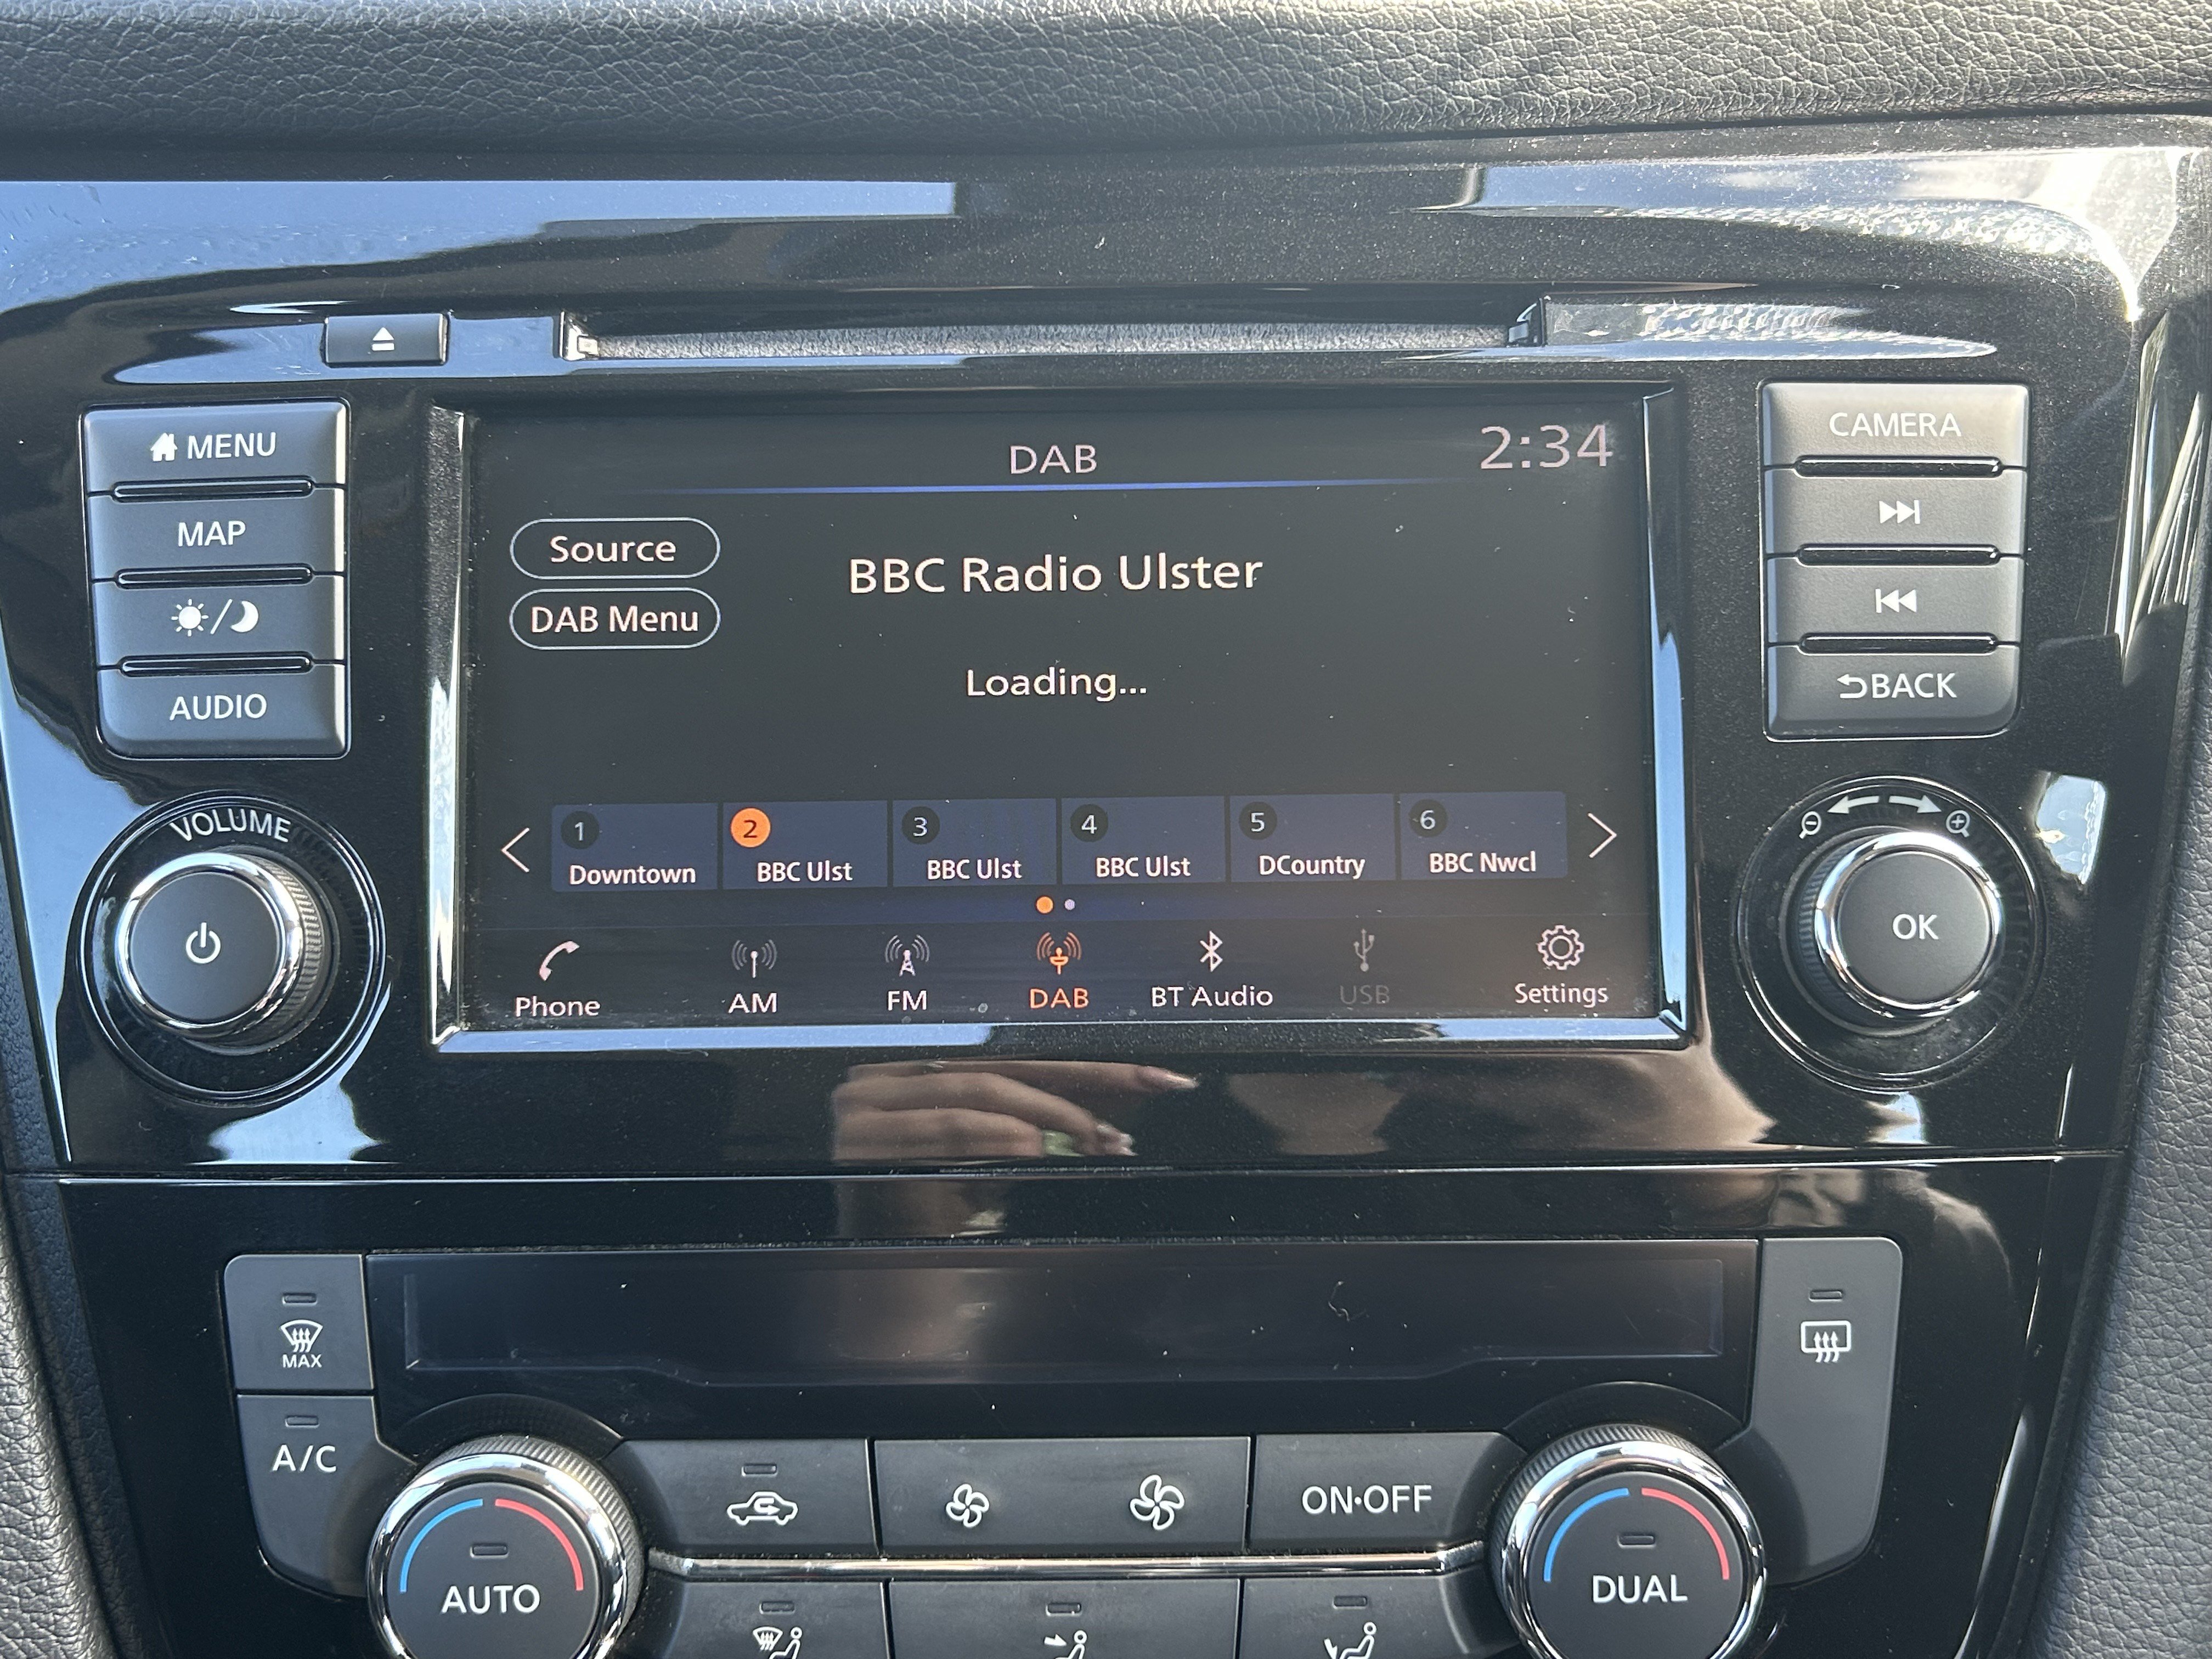 MENU
MAP
AUDIO
VOLUME
DAB
2:34
Source
DAB Menu
BBC Radio Ulster
Loading...
1 Downtown
2 BBC Ulst
3 BBC Ulst
4 BBC Ulst
5 DCountry
6 BBC Nwcl
Phone
AM
FM
DAB
BT Audio
USB
Settings
CAMERA
BACK
OK
MAX
A/C
AUTO
ON·OFF
DUAL